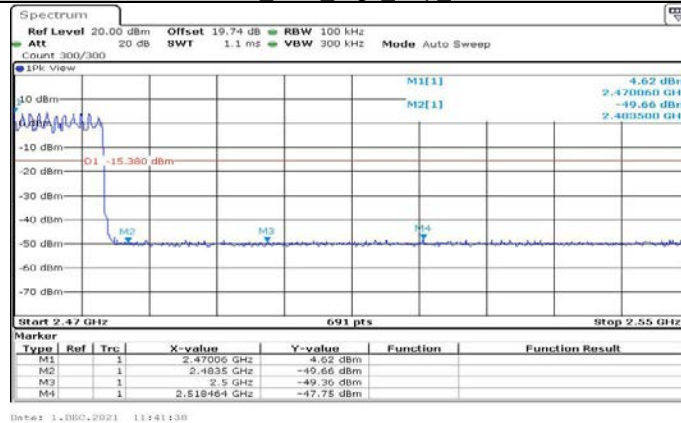 Spectrum
Ref Level 20.00 dBm Offset 19.74 dB RBW 100 kHz
Att 20 dB SWT 1.1 ms VBW 300 kHz Mode Auto Sweep
Count 300/300
1Pk View
M1[1] 4.62 dBm
2.470060 GH
10 dBm
M2[1] -49.66 dBm
2.483500 GH
0 dBm
-10 dBm
D1 -15.380 dBm
-20 dBm
-30 dBm
-40 dBm
M2 M3 M4
-50 dBm
-60 dBm
-70 dBm
Start 2.47 GHz 691 pts Stop 2.55 GHz
Marker
Type Ref Trc X-value Y-value Function Function Result
M1 1 2.47006 GHz 4.62 dBm
M2 1 2.4835 GHz -49.66 dBm
M3 1 2.5 GHz -49.36 dBm
M4 1 2.518464 GHz -47.75 dBm
Date: 1.DEC.2021 11:41:38